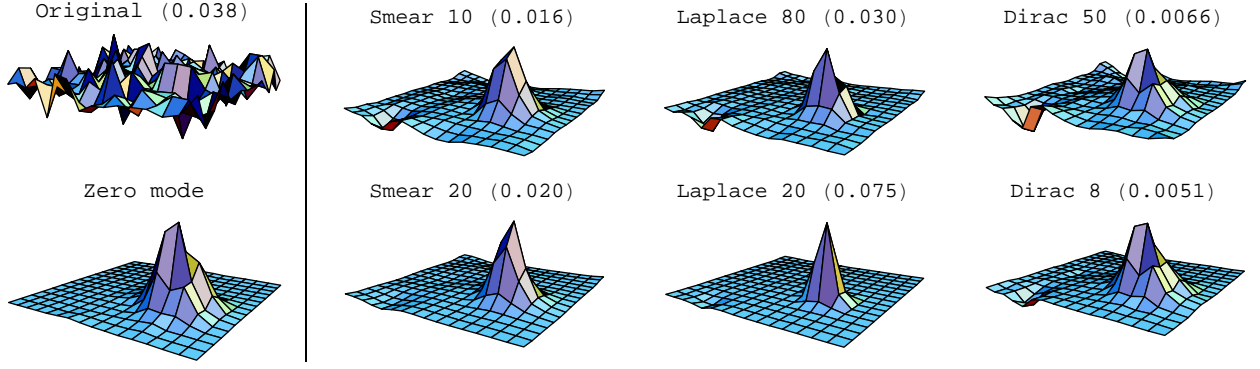 Original (0.038)
Smear 10 (0.016)
Laplace 80 (0.030)
Dirac 50 (0.0066)
Zero mode
Smear 20 (0.020)
Laplace 20 (0.075)
Dirac 8 (0.0051)